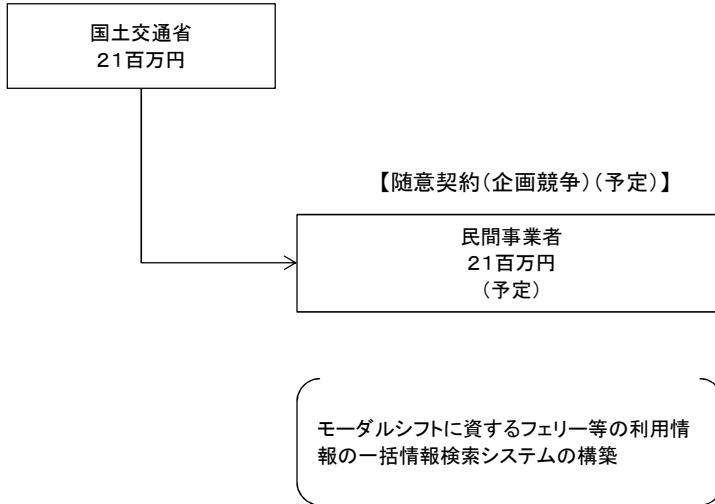 国土交通省
２１百万円
【随意契約（企画競争）（予定）】
民間事業者
２１百万円
（予定）
モーダルシフトに資するフェリー等の利用情
報の一括情報検索システムの構築